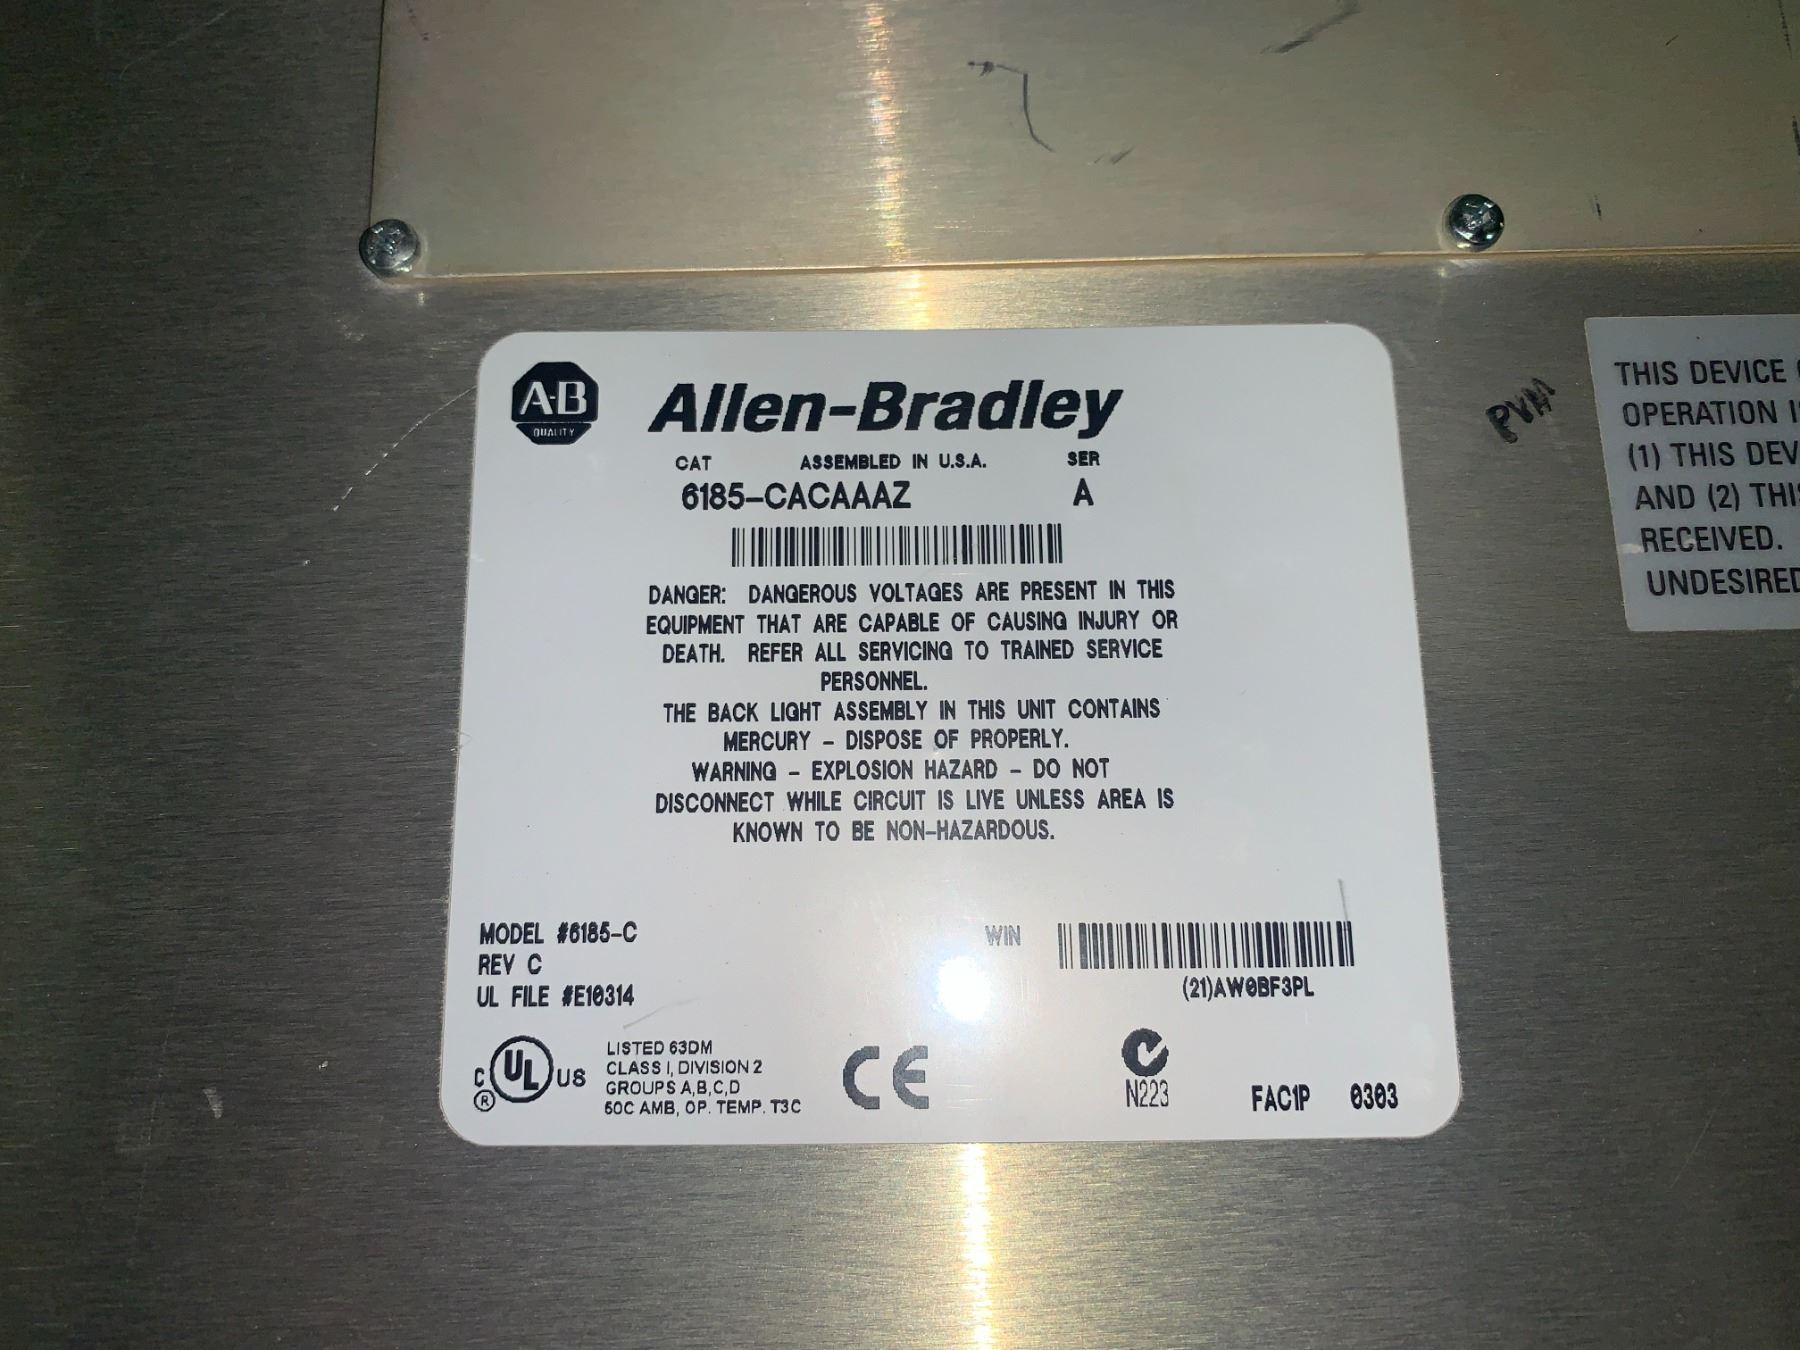 A-B
QUALITY
Allen-Bradley
CAT ASSEMBLED IN U.S.A. SER
6185-CACAAAZ A
DANGER: DANGEROUS VOLTAGES ARE PRESENT IN THIS
EQUIPMENT THAT ARE CAPABLE OF CAUSING INJURY OR
DEATH. REFER ALL SERVICING TO TRAINED SERVICE
PERSONNEL.
THE BACK LIGHT ASSEMBLY IN THIS UNIT CONTAINS
MERCURY - DISPOSE OF PROPERLY.
WARNING - EXPLOSION HAZARD - DO NOT
DISCONNECT WHILE CIRCUIT IS LIVE UNLESS AREA IS
KNOWN TO BE NON-HAZARDOUS.
MODEL #6185-C WIN
REV C
UL FILE #E10314 (21)AW0BF3PL
C UL US ®
LISTED 63DM
CLASS I, DIVISION 2
GROUPS A,B,C,D
60C AMB, OP. TEMP. T3C
CE
N223
FAC1P 0303
PVM
THIS DEVICE
OPERATION
(1) THIS DEV
AND (2) THI
RECEIVED.
UNDESIRED